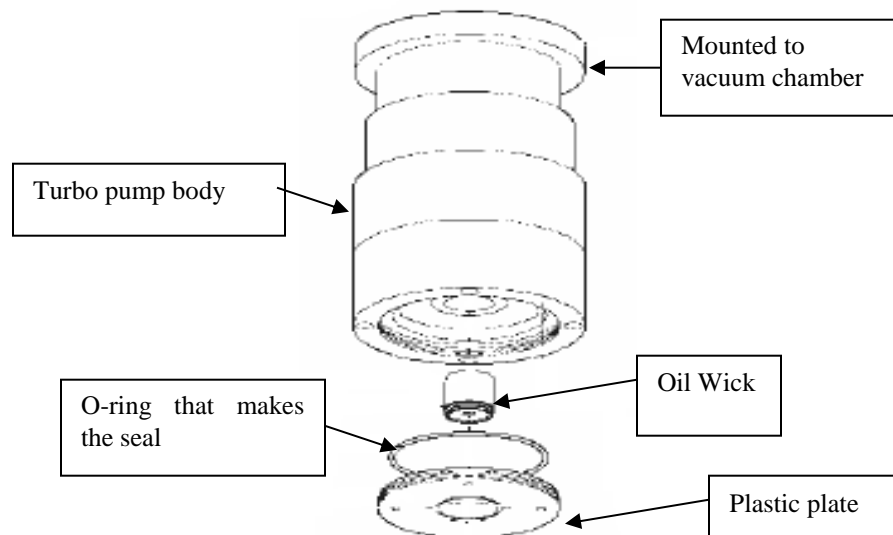 Mounted to
vacuum chamber
Turbo pump body
Oil Wick
O-ring that makes
the seal
Plastic plate